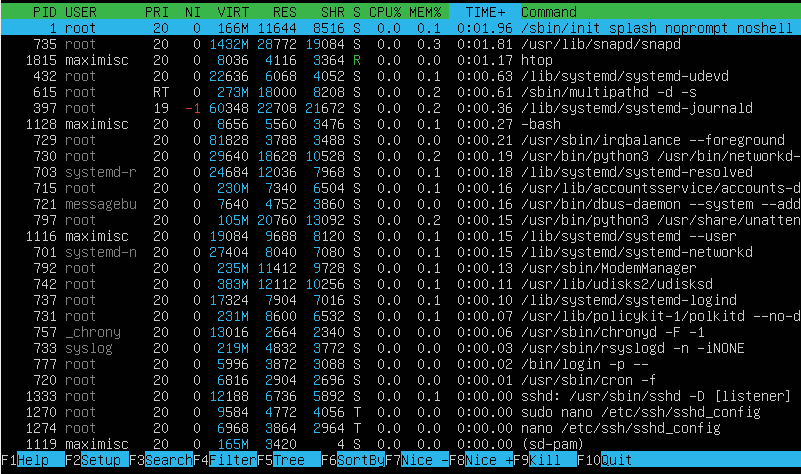 PID USER PRI NI VIRT RES SHR S CPU% MEM% TIME+ Command
1 root 20 0 166M 11644 8516 S 0.0 0.1 0:01.96 /sbin/init splash noprompt noshell
735 root 20 0 1432M 28772 19084 S 0.0 0.3 0:01.81 /usr/lib/snapd/snapd
1815 maximisc 20 0 8036 4116 3364 R 0.0 0.0 0:01.17 htop
432 root 20 0 22636 6068 4052 S 0.0 0.1 0:00.63 /lib/systemd/systemd-udevd
615 root RT 0 273M 18000 8208 S 0.0 0.2 0:00.61 /sbin/multipathd -d -s
397 root 19 -1 60348 22708 21672 S 0.0 0.2 0:00.36 /lib/systemd/systemd-journald
1128 maximisc 20 0 8656 5560 3476 S 0.0 0.1 0:00.27 -bash
729 root 20 0 81828 3788 3488 S 0.0 0.0 0:00.21 /usr/sbin/irqbalance --foreground
730 root 20 0 29640 18628 10528 S 0.0 0.2 0:00.19 /usr/bin/python3 /usr/bin/networkd-
703 systemd-r 20 0 24684 12036 7968 S 0.0 0.1 0:00.18 /lib/systemd/systemd-resolved
715 root 20 0 230M 7340 6504 S 0.0 0.1 0:00.16 /usr/lib/accountsservice/accounts-d
721 messagebu 20 0 7640 4752 3860 S 0.0 0.0 0:00.16 /usr/bin/dbus-daemon --system --add
797 root 20 0 105M 20760 13092 S 0.0 0.2 0:00.15 /usr/bin/python3 /usr/share/unatten
1116 maximisc 20 0 19084 9688 8120 S 0.0 0.1 0:00.15 /lib/systemd/systemd --user
701 systemd-n 20 0 27404 8040 7080 S 0.0 0.1 0:00.15 /lib/systemd/systemd-networkd
792 root 20 0 235M 11412 9728 S 0.0 0.1 0:00.13 /usr/sbin/ModemManager
742 root 20 0 383M 12112 10256 S 0.0 0.1 0:00.11 /usr/lib/udisks2/udisksd
737 root 20 0 17324 7904 7016 S 0.0 0.1 0:00.10 /lib/systemd/systemd-logind
731 root 20 0 231M 8600 6532 S 0.0 0.1 0:00.07 /usr/lib/policykit-1/polkitd --no-d
757 _chrony 20 0 13016 2664 2340 S 0.0 0.0 0:00.06 /usr/sbin/chronyd -F -1
733 syslog 20 0 219M 4832 3772 S 0.0 0.0 0:00.03 /usr/sbin/rsyslogd -n -iNONE
777 root 20 0 5996 3872 3088 S 0.0 0.0 0:00.02 /bin/login -p --
720 root 20 0 6816 2904 2696 S 0.0 0.0 0:00.01 /usr/sbin/cron -f
1333 root 20 0 12188 6736 5892 S 0.0 0.1 0:00.00 sshd: /usr/sbin/sshd -D [listener]
1270 root 20 0 9584 4772 4056 T 0.0 0.0 0:00.00 sudo nano /etc/ssh/sshd_config
1274 root 20 0 6968 3864 2964 T 0.0 0.0 0:00.00 nano /etc/ssh/sshd_config
1119 maximisc 20 0 165M 3420 4 S 0.0 0.0 0:00.00 (sd-pam)
F1Help F2Setup F3SearchF4FilterF5Tree F6SortByF7Nice -F8Nice +F9Kill F10Quit